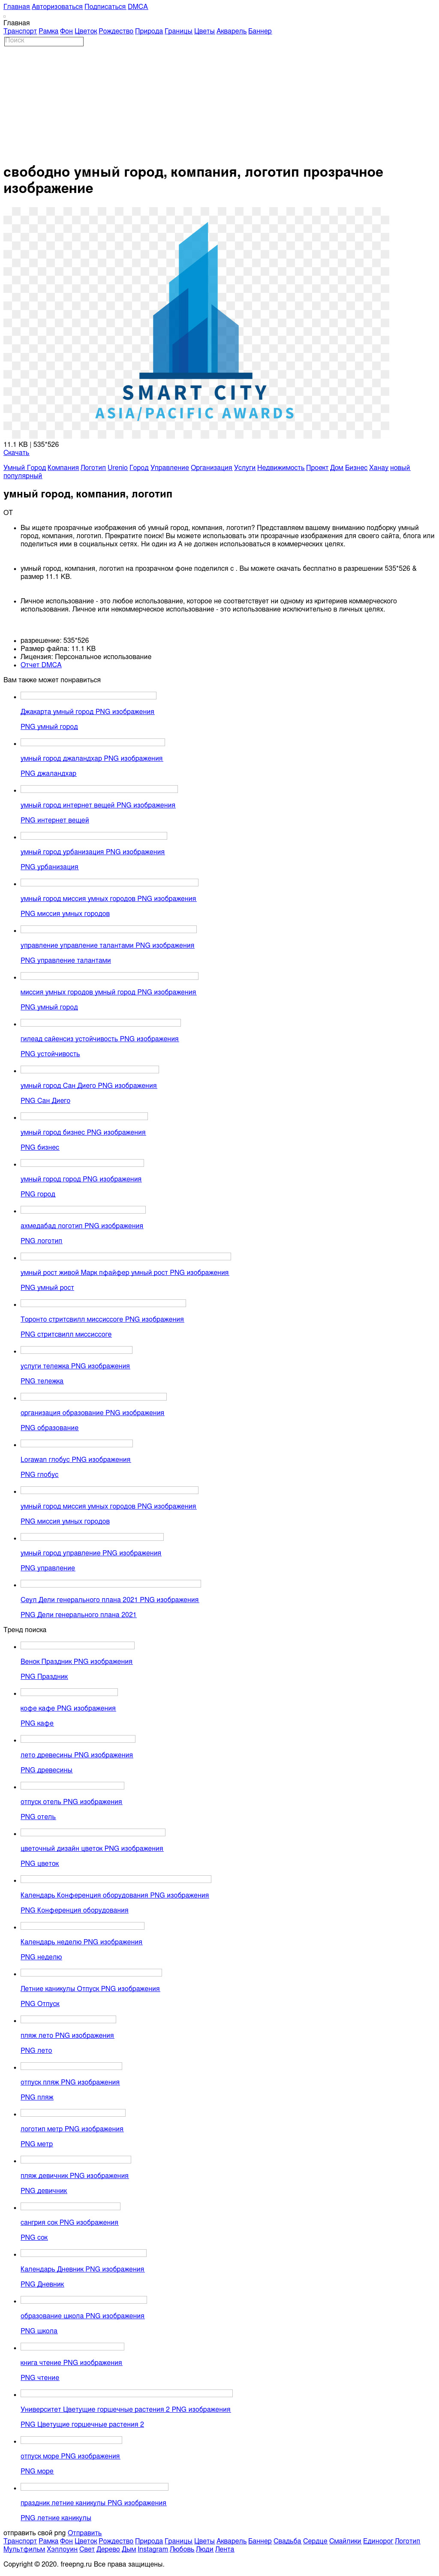 Главная Авторизоваться Подписаться DMCA
Главная
Транспорт Рамка Фон Цветок Рождество Природа Границы Цветы Акварель Баннер
Поиск
свободно умный город, компания, логотип прозрачное
изображение
SMART CITY
ASIA/PACIFIC AWARDS
11.1 KB | 535*526
Скачать
Умный Город Компания Логотип Urenio Город Управление Организация Услуги Недвижимость Проект Дом Бизнес Ханау новый
популярный
умный город, компания, логотип
ОТ
Вы ищете прозрачные изображения об умный город, компания, логотип? Представляем вашему вниманию подборку умный
город, компания, логотип. Прекратите поиск! Вы можете использовать эти прозрачные изображения для своего сайта, блога или
поделиться ими в социальных сетях. Ни один из А не должен использоваться в коммерческих целях.
умный город, компания, логотип на прозрачном фоне поделился с . Вы можете скачать бесплатно в разрешении 535*526 &
размер 11.1 KB.
Личное использование - это любое использование, которое не соответствует ни одному из критериев коммерческого
использования. Личное или некоммерческое использование - это использование исключительно в личных целях.
разрешение: 535*526
Размер файла: 11.1 KB
Лицензия: Персональное использование
Отчет DMCA
Вам также может понравиться
Джакарта умный город PNG изображения
PNG умный город
умный город джаландхар PNG изображения
PNG джаландхар
умный город интернет вещей PNG изображения
PNG интернет вещей
умный город урбанизация PNG изображения
PNG урбанизация
умный город миссия умных городов PNG изображения
PNG миссия умных городов
управление управление талантами PNG изображения
PNG управление талантами
миссия умных городов умный город PNG изображения
PNG умный город
гилеад сайенсиз устойчивость PNG изображения
PNG устойчивость
умный город Сан Диего PNG изображения
PNG Сан Диего
умный город бизнес PNG изображения
PNG бизнес
умный город город PNG изображения
PNG город
ахмедабад логотип PNG изображения
PNG логотип
умный рост живой Марк пфайфер умный рост PNG изображения
PNG умный рост
Торонто стритсвилл миссиссоге PNG изображения
PNG стритсвилл миссиссоге
услуги тележка PNG изображения
PNG тележка
организация образование PNG изображения
PNG образование
Lorawan глобус PNG изображения
PNG глобус
умный город миссия умных городов PNG изображения
PNG миссия умных городов
умный город управление PNG изображения
PNG управление
Сеул Дели генерального плана 2021 PNG изображения
PNG Дели генерального плана 2021
Тренд поиска
Венок Праздник PNG изображения
PNG Праздник
кофе кафе PNG изображения
PNG кафе
лето древесины PNG изображения
PNG древесины
отпуск отель PNG изображения
PNG отель
цветочный дизайн цветок PNG изображения
PNG цветок
Календарь Конференция оборудования PNG изображения
PNG Конференция оборудования
Календарь неделю PNG изображения
PNG неделю
Летние каникулы Отпуск PNG изображения
PNG Отпуск
пляж лето PNG изображения
PNG лето
отпуск пляж PNG изображения
PNG пляж
логотип метр PNG изображения
PNG метр
пляж девичник PNG изображения
PNG девичник
сангрия сок PNG изображения
PNG сок
Календарь Дневник PNG изображения
PNG Дневник
образование школа PNG изображения
PNG школа
книга чтение PNG изображения
PNG чтение
Университет Цветущие горшечные растения 2 PNG изображения
PNG Цветущие горшечные растения 2
отпуск море PNG изображения
PNG море
праздник летние каникулы PNG изображения
PNG летние каникулы
отправить свой png Отправить
Транспорт Рамка Фон Цветок Рождество Природа Границы Цветы Акварель Баннер Свадьба Сердце Смайлики Единорог Логотип
Мультфильм Хэллоуин Свет Дерево Дым Instagram Любовь Люди Лента
Copyright © 2020. freepng.ru Все права защищены.